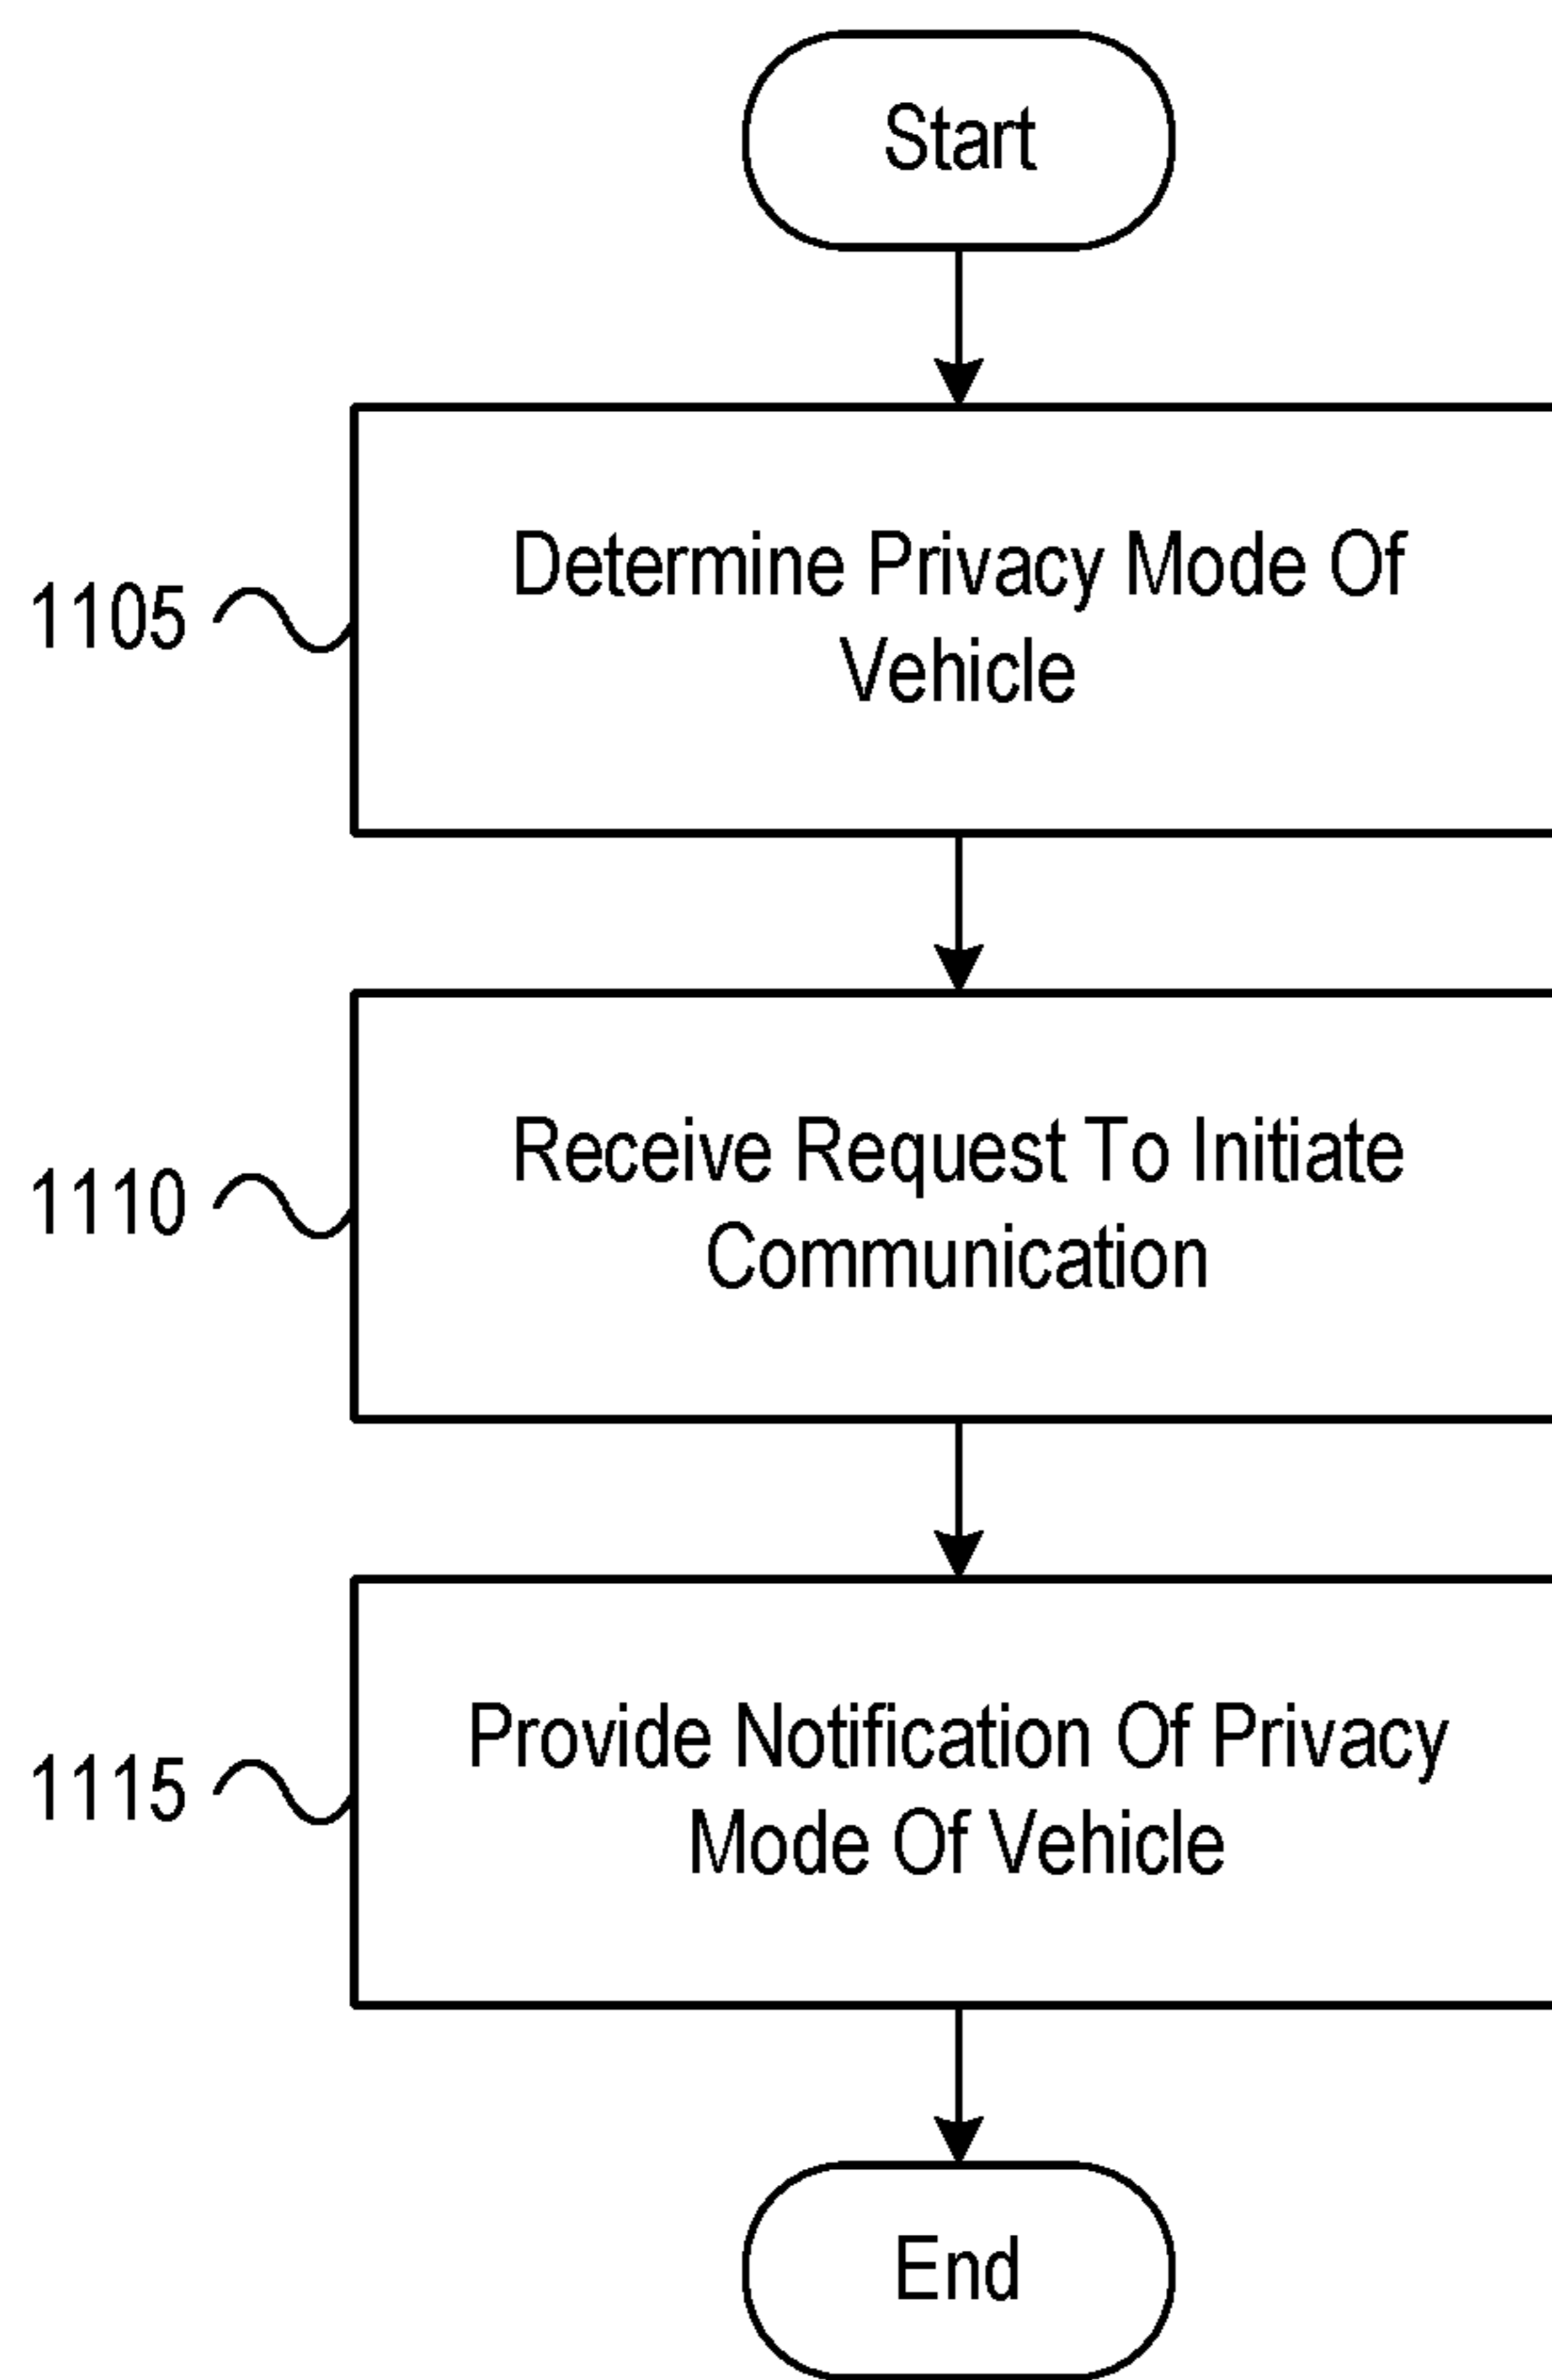 Start
1105
Determine Privacy Mode Of
Vehicle
1110
Receive Request To Initiate
Communication
1115
Provide Notification Of Privacy
Mode Of Vehicle
End